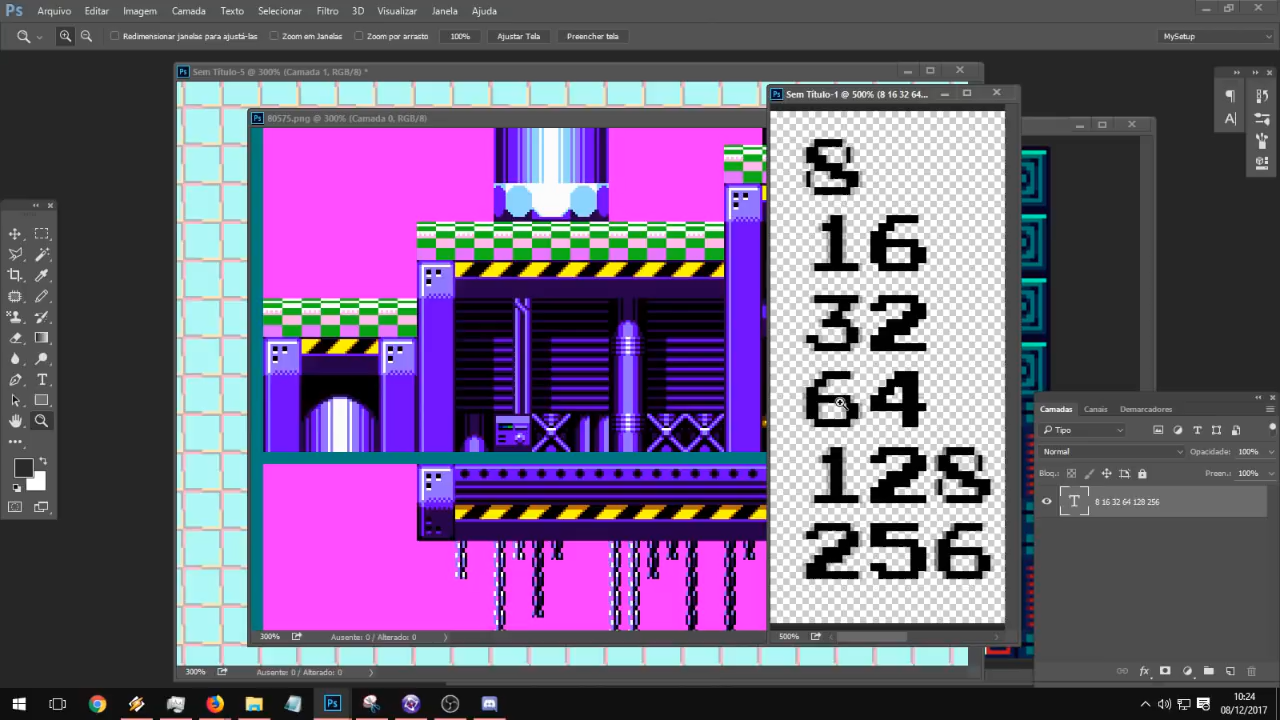 Ps Arquivo Editar Imagem Camada Texto Selecionar Filtro 3D Visualizar Janela Ajuda
Redimensionar janelas para ajustá-las Zoom em Janelas Zoom por arrasto 100% Ajustar Tela Preencher tela MySetup
Ps Sem Título-5 @ 300% (Camada 1, RGB/8) *
Ps Sem Título-1 @ 500% (8 16 32 64...
Ps 80575.png @ 300% (Camada 0, RGB/8)
8
16
32
64
128
256
Camadas Canais Demarcadores
Tipo
Normal Opacidade: 100%
Bloq.: Preen.: 100%
T 8 16 32 64 128 256
300% Ausente: 0 / Alterado: 0
500%
300% Ausente: 0 / Alterado: 0
Ps
10:24
08/12/2017